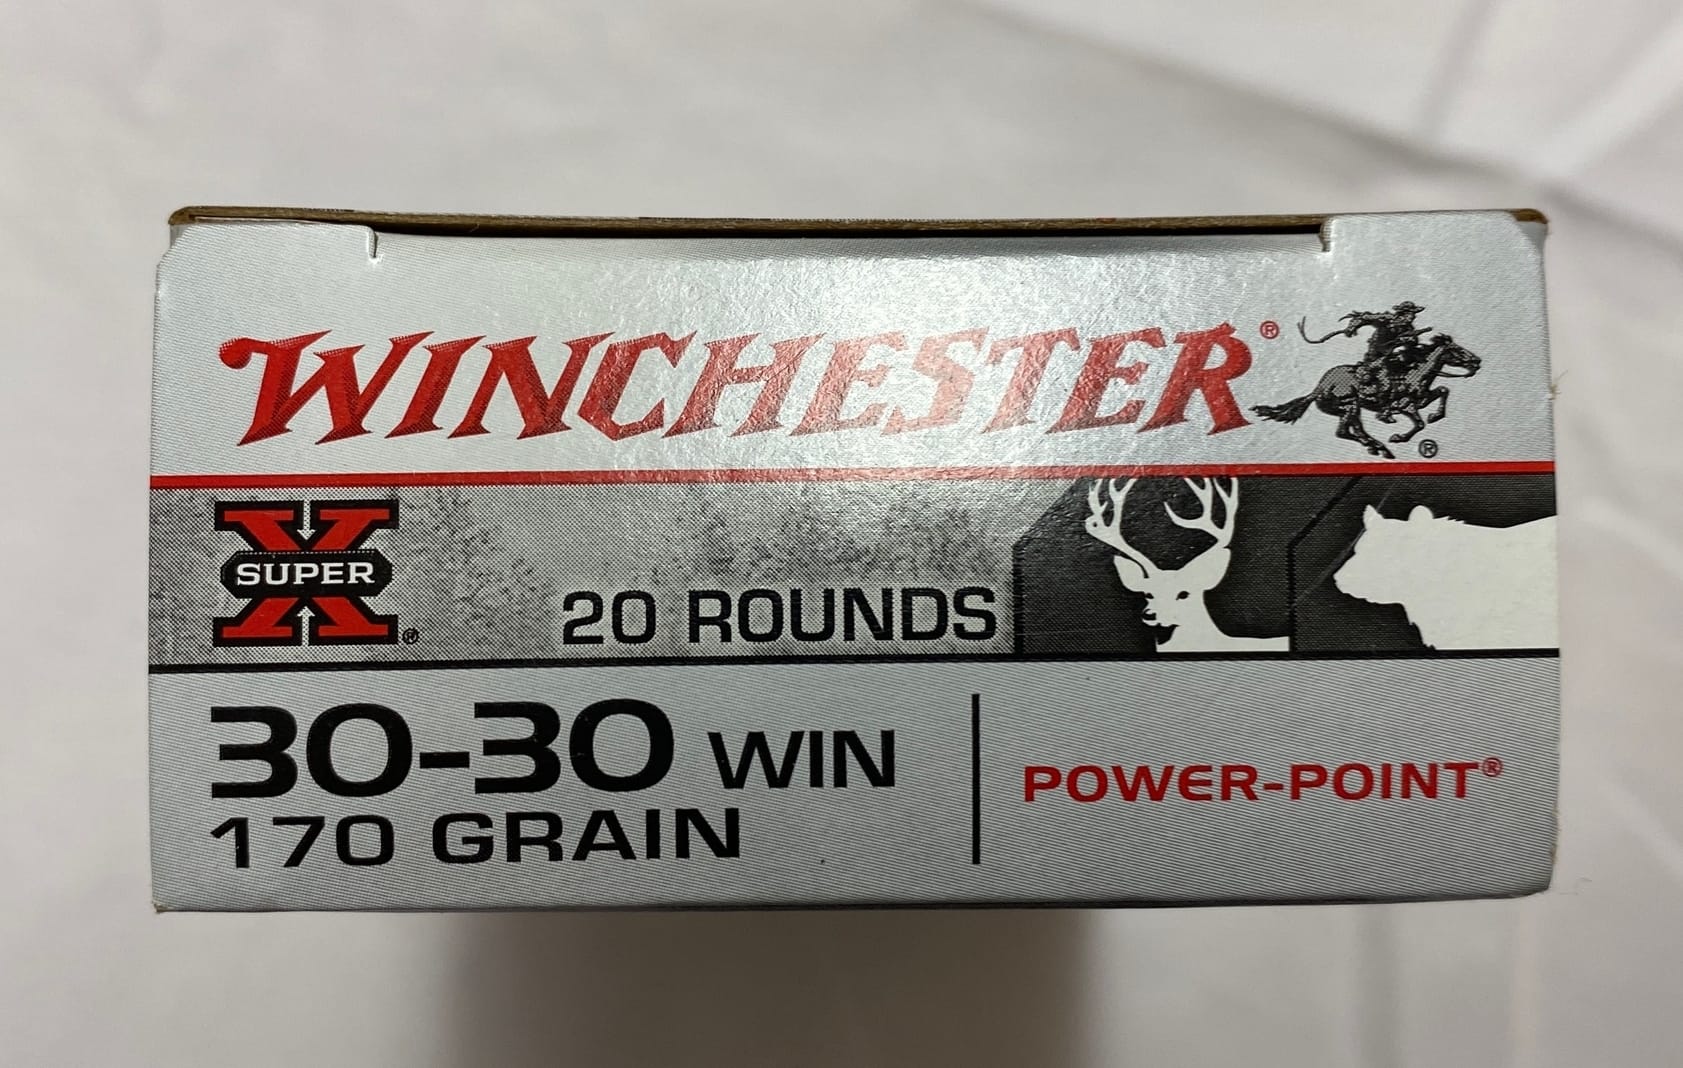 WINCHESTER®
®
X
SUPER
®
20 ROUNDS
30-30 WIN
170 GRAIN
POWER-POINT®